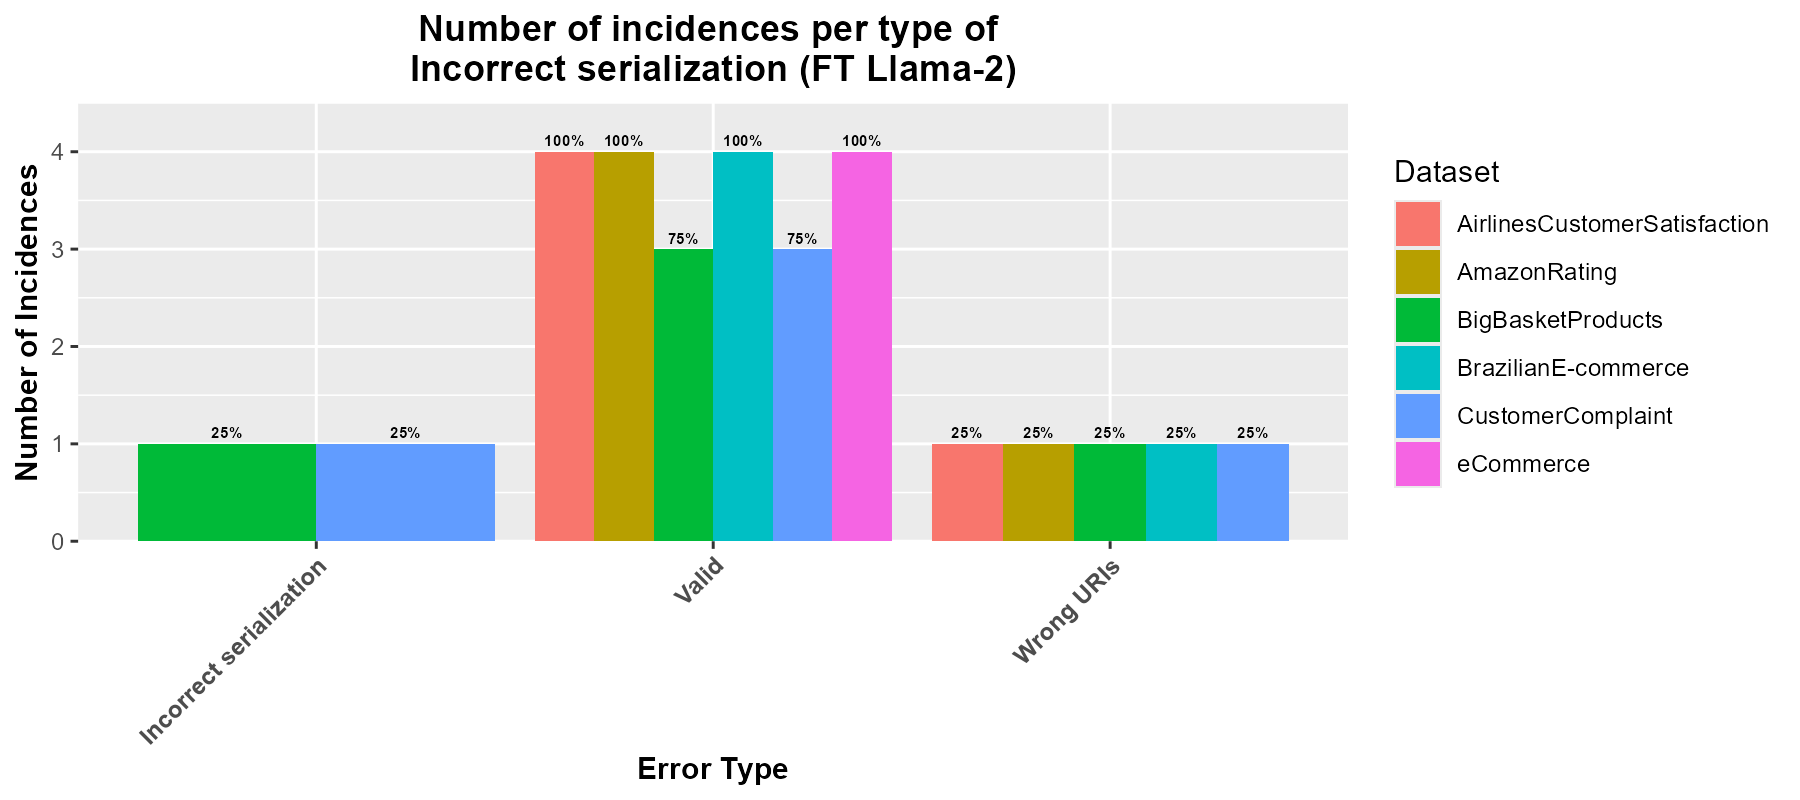 Number of incidences per type of
Incorrect serialization (FT Llama-2)
Number of Incidences
4
3
2
1
0
25%
25%
100%
100%
75%
100%
75%
100%
25%
25%
25%
25%
25%
Incorrect serialization
Valid
Wrong URIs
Error Type
Dataset
AirlinesCustomerSatisfaction
AmazonRating
BigBasketProducts
BrazilianE-commerce
CustomerComplaint
eCommerce